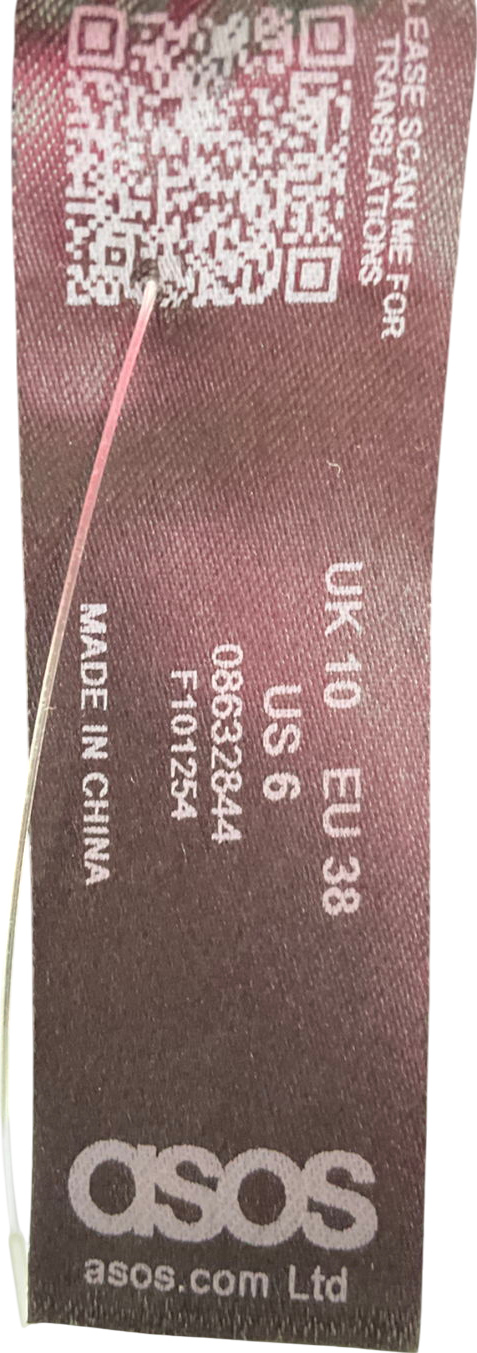 LEASE SCAN ME FOR
TRANSLATIONS
UK 10 EU 38
US 6
08632844
F101254
MADE IN CHINA
asos
asos.com Ltd